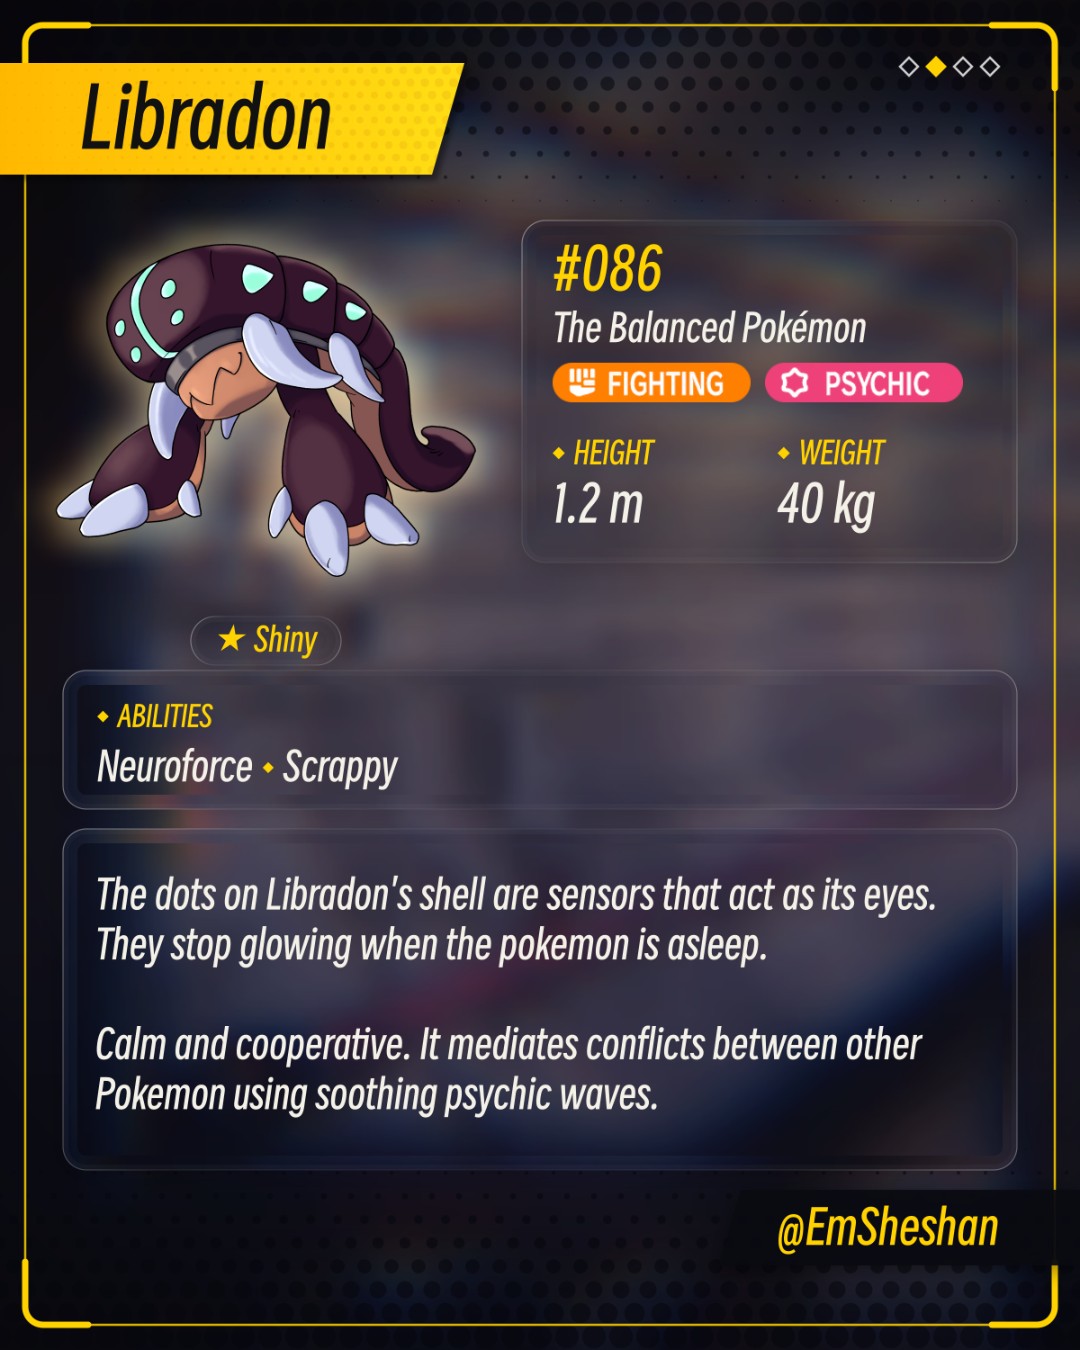 Libradon
#086
The Balanced Pokémon
FIGHTING PSYCHIC
HEIGHT WEIGHT
1.2 m 40 kg
★ Shiny
ABILITIES
Neuroforce ⬥ Scrappy
The dots on Libradon's shell are sensors that act as its eyes.
They stop glowing when the pokemon is asleep.
Calm and cooperative. It mediates conflicts between other
Pokemon using soothing psychic waves.
@EmSheshan